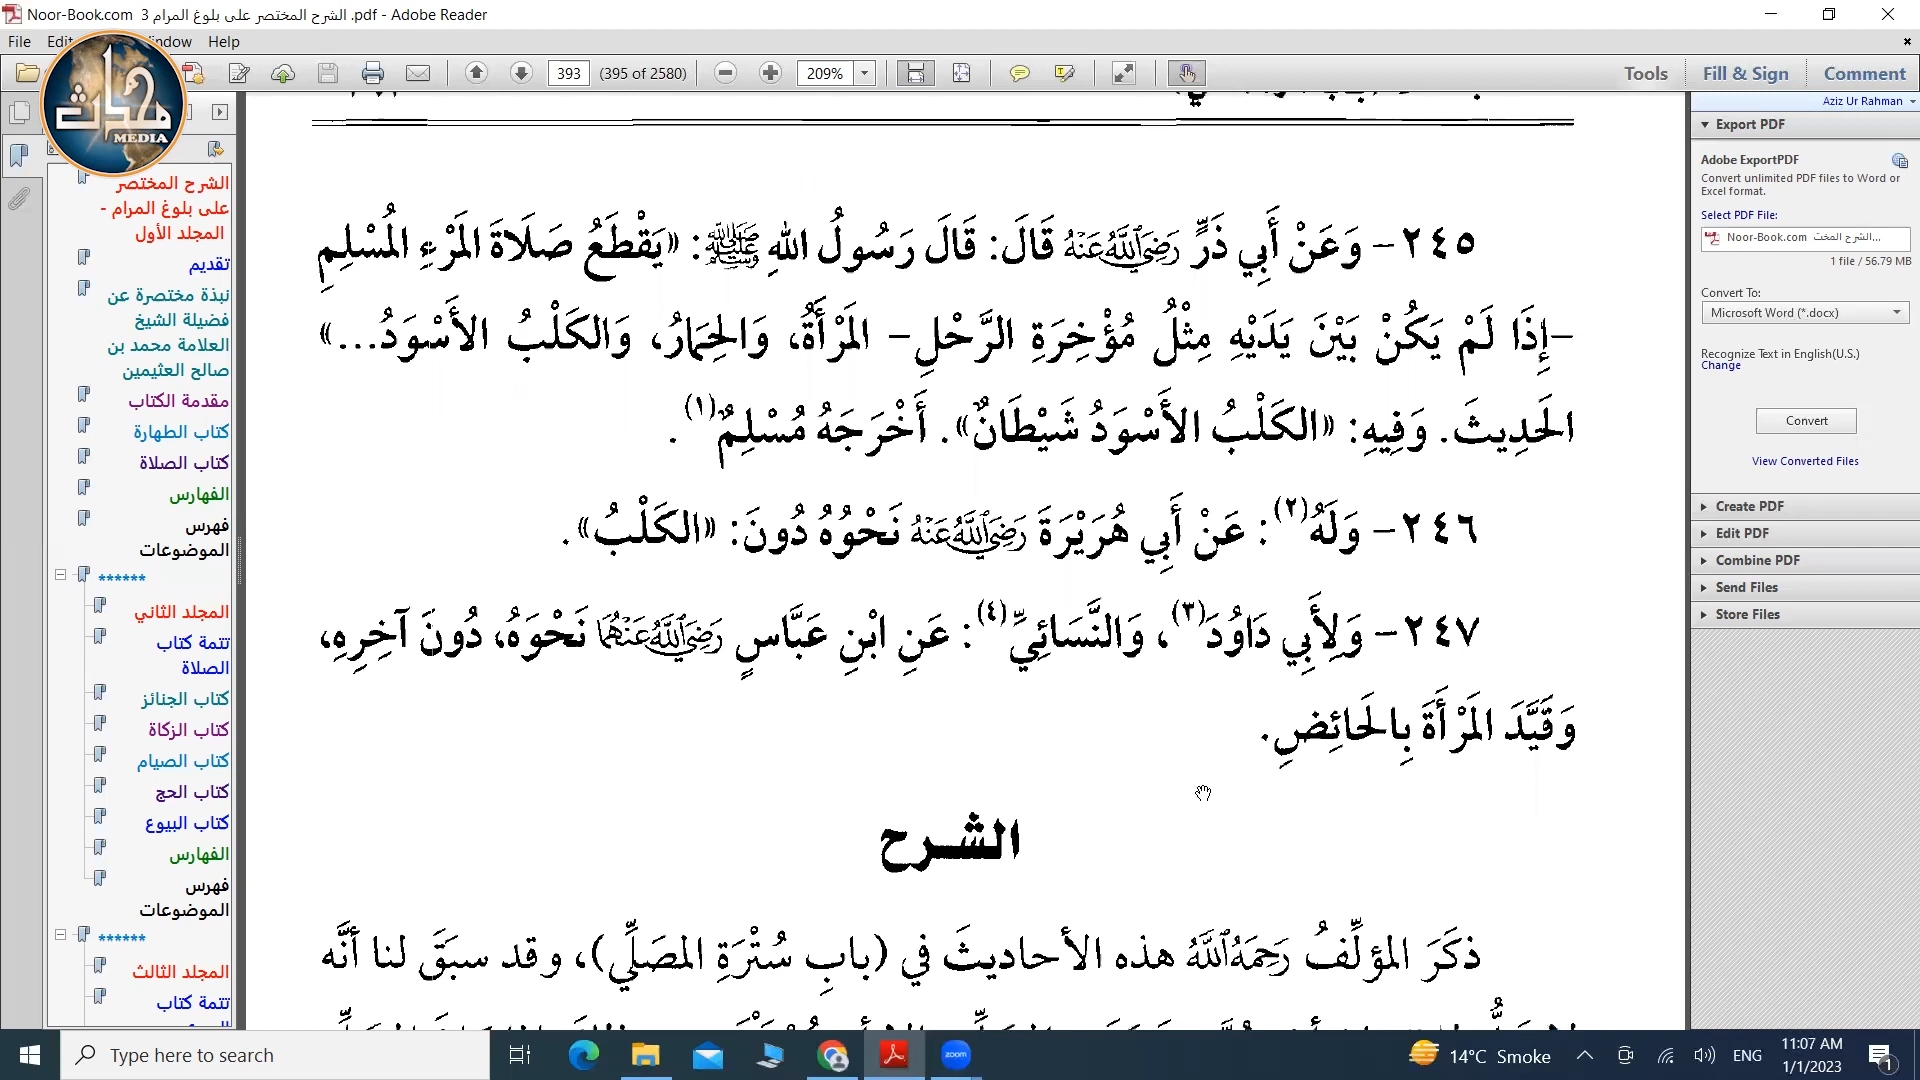 Noor-Book.com الشرح المختصر على بلوغ المرام 3 .pdf - Adobe Reader
File Edit Window Help
393 (395 of 2580) 209% Tools Fill & Sign Comment
MEDIA
الشرح المختصر
على بلوغ المرام -
المجلد الأول
تقديم
نبذة مختصرة عن
فضيلة الشيخ
العلامة محمد بن
صالح العثيمين
مقدمة الكتاب
كتاب الطهارة
كتاب الصلاة
الفهارس
فهرس
الموضوعات
******
المجلد الثاني
تتمة كتاب
الصلاة
كتاب الجنائز
كتاب الزكاة
كتاب الصيام
كتاب الحج
كتاب البيوع
الفهارس
فهرس
الموضوعات
******
المجلد الثالث
تتمة كتاب
٢٤٥- وَعَنْ أَبِي ذَرٍّ رَضِيَ اللَّهُ عَنْهُ قَالَ: قَالَ رَسُولُ اللهِ ﷺ: «يَقْطَعُ صَلَاةَ المَرْءِ المُسْلِمِ
-إِذَا لَمْ يَكُنْ بَيْنَ يَدَيْهِ مِثْلُ مُؤْخِرَةِ الرَّحْلِ- المَرْأَةُ، وَالحِمَارُ، وَالكَلْبُ الأَسْوَدُ...»
الحَدِيثَ. وَفِيهِ: «الكَلْبُ الأَسْوَدُ شَيْطَانٌ». أَخْرَجَهُ مُسْلِمٌ(١).
٢٤٦- وَلَهُ(٢): عَنْ أَبِي هُرَيْرَةَ رَضِيَ اللَّهُ عَنْهُ نَحْوُهُ دُونَ: «الكَلْبُ».
٢٤٧- وَلِأَبِي دَاوُدَ(٣)، وَالنَّسَائِيِّ(٤): عَنِ ابْنِ عَبَّاسٍ رَضِيَ اللَّهُ عَنْهُمَا نَحْوَهُ، دُونَ آخِرِهِ،
وَقَيَّدَ المَرْأَةَ بِالحَائِضِ.
الشرح
ذكَرَ المؤلِّفُ رَحِمَهُ اللَّهُ هذه الأحاديثَ في (بابِ سُتْرَةِ المصَلِّي)، وقد سبَقَ لنا أنَّه
Aziz Ur Rahman
Export PDF
Adobe ExportPDF
Convert unlimited PDF files to Word or
Excel format.
Select PDF File:
Noor-Book.com الشرح المخت...
1 file / 56.79 MB
Convert To:
Microsoft Word (*.docx)
Recognize Text in English(U.S.)
Change
Convert
View Converted Files
Create PDF
Edit PDF
Combine PDF
Send Files
Store Files
Type here to search
zoom
14°C Smoke
ENG
11:07 AM
1/1/2023
1